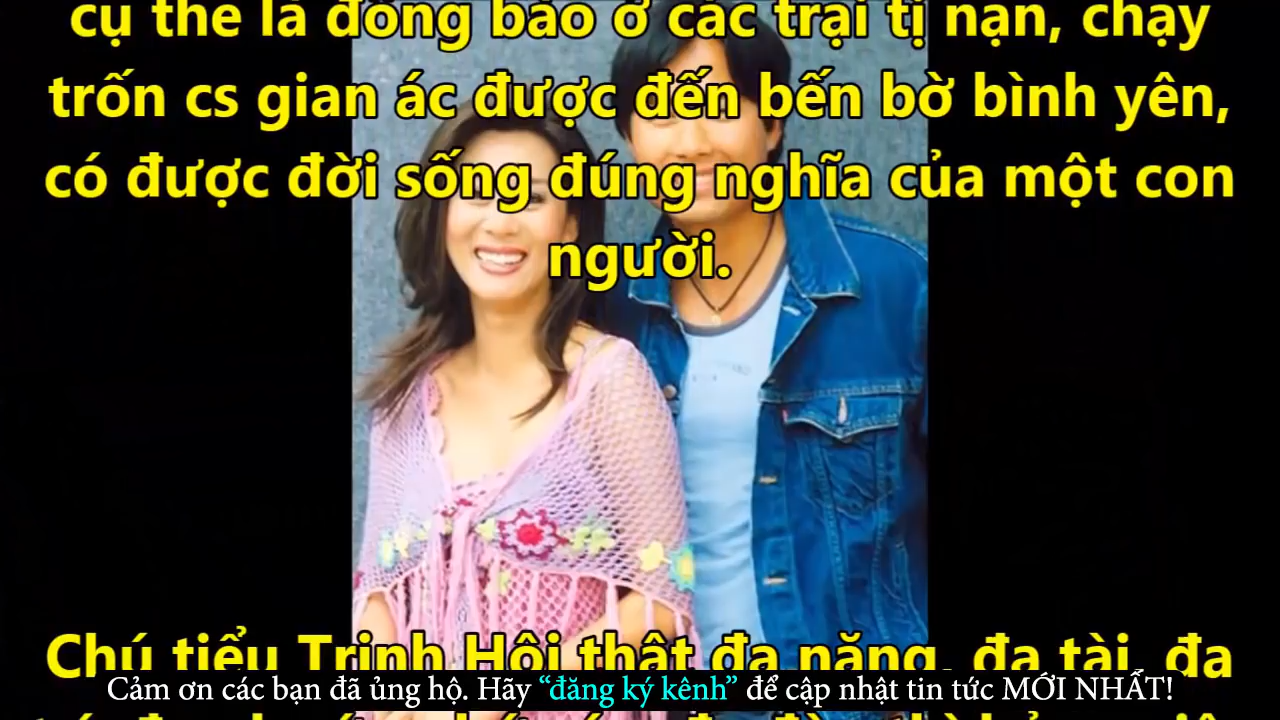 cụ thể là đồng bào ở các trại tị nạn, chạy
trốn cs gian ác được đến bến bờ bình yên,
có được đời sống đúng nghĩa của một con
người.
Chú tiểu Trịnh Hội thật đa năng, đa tài, đa
Cảm ơn các bạn đã ủng hộ. Hãy “đăng ký kênh” để cập nhật tin tức MỚI NHẤT!